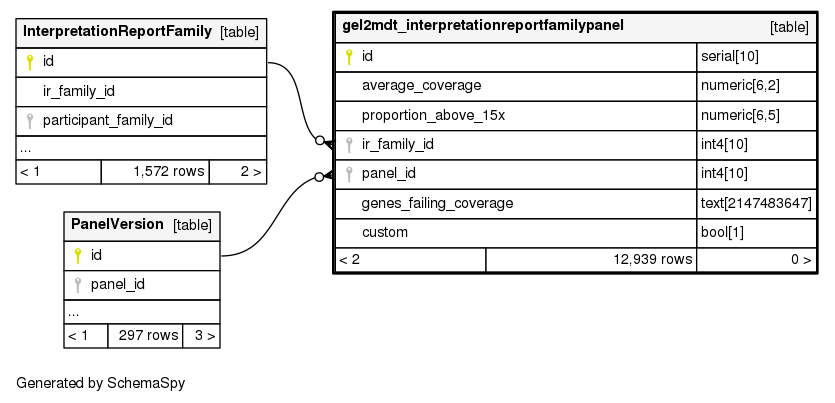 InterpretationReportFamily [table]
id
ir_family_id
participant_family_id
...
< 1 1,572 rows 2 >
PanelVersion [table]
id
panel_id
...
< 1 297 rows 3 >
gel2mdt_interpretationreportfamilypanel [table]
id serial[10]
average_coverage numeric[6,2]
proportion_above_15x numeric[6,5]
ir_family_id int4[10]
panel_id int4[10]
genes_failing_coverage text[2147483647]
custom bool[1]
< 2 12,939 rows 0 >
Generated by SchemaSpy